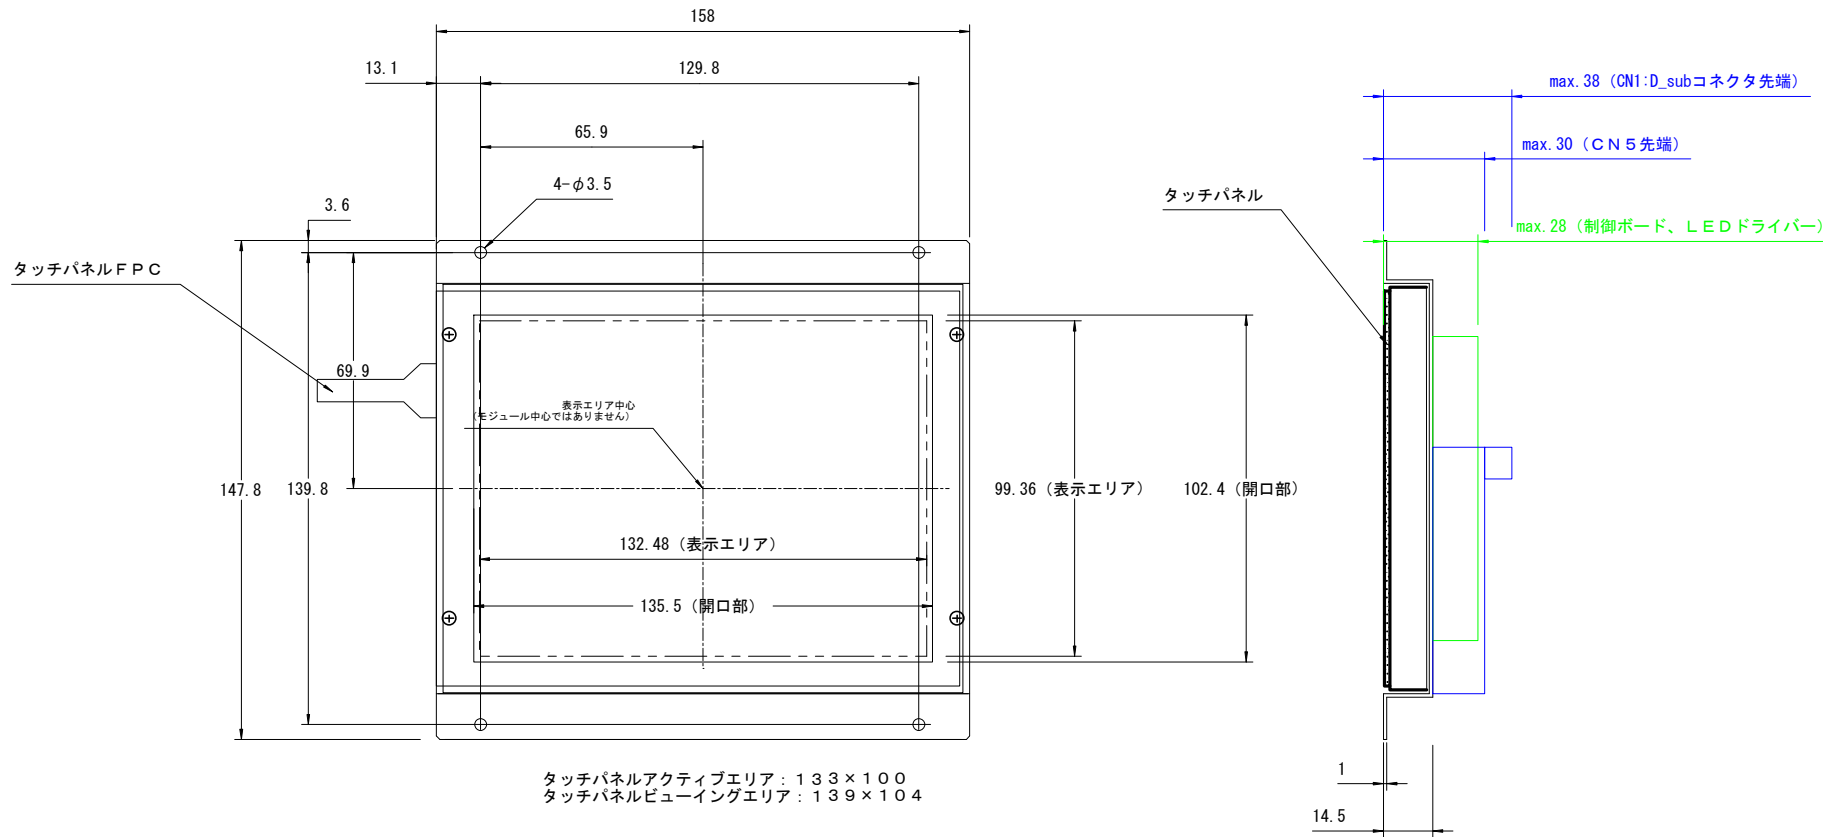 158
13.1
129.8
max.38（CN1:D_subコネクタ先端）
65.9
max.30（ＣＮ５先端）
4-φ3.5
タッチパネル
3.6
max.28（制御ボード、ＬＥＤドライバー）
タッチパネルＦＰＣ
69.9
表示エリア中心
（モジュール中心ではありません）
147.8
139.8
99.36（表示エリア）
102.4（開口部）
132.48（表示エリア）
135.5（開口部）
タッチパネルアクティブエリア：１３３×１００
タッチパネルビューイングエリア：１３９×１０４
1
14.5